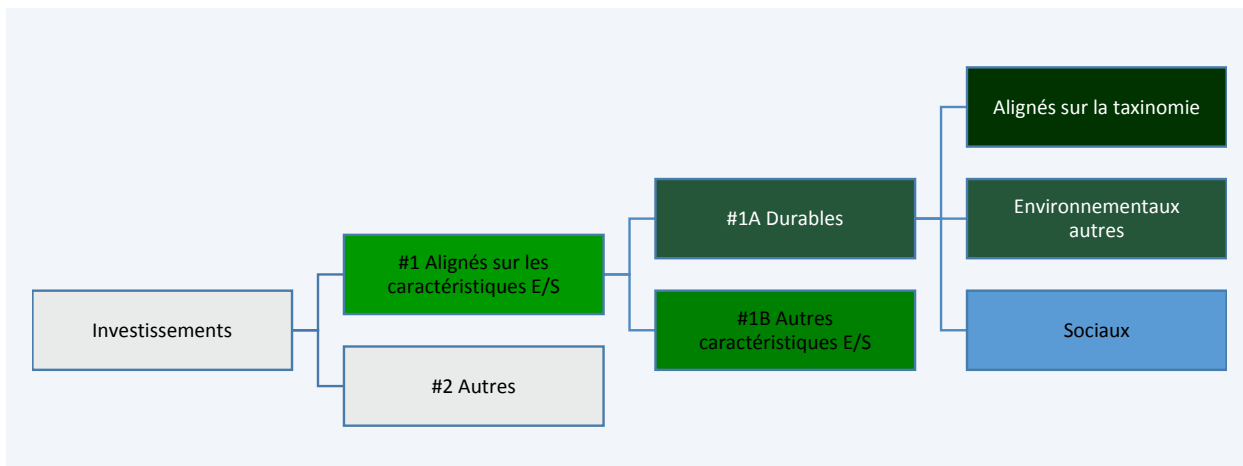 Investissements
#1 Alignés sur les
caractéristiques E/S
#2 Autres
#1A Durables
#1B Autres
caractéristiques E/S
Alignés sur la taxinomie
Environnementaux
autres
Sociaux